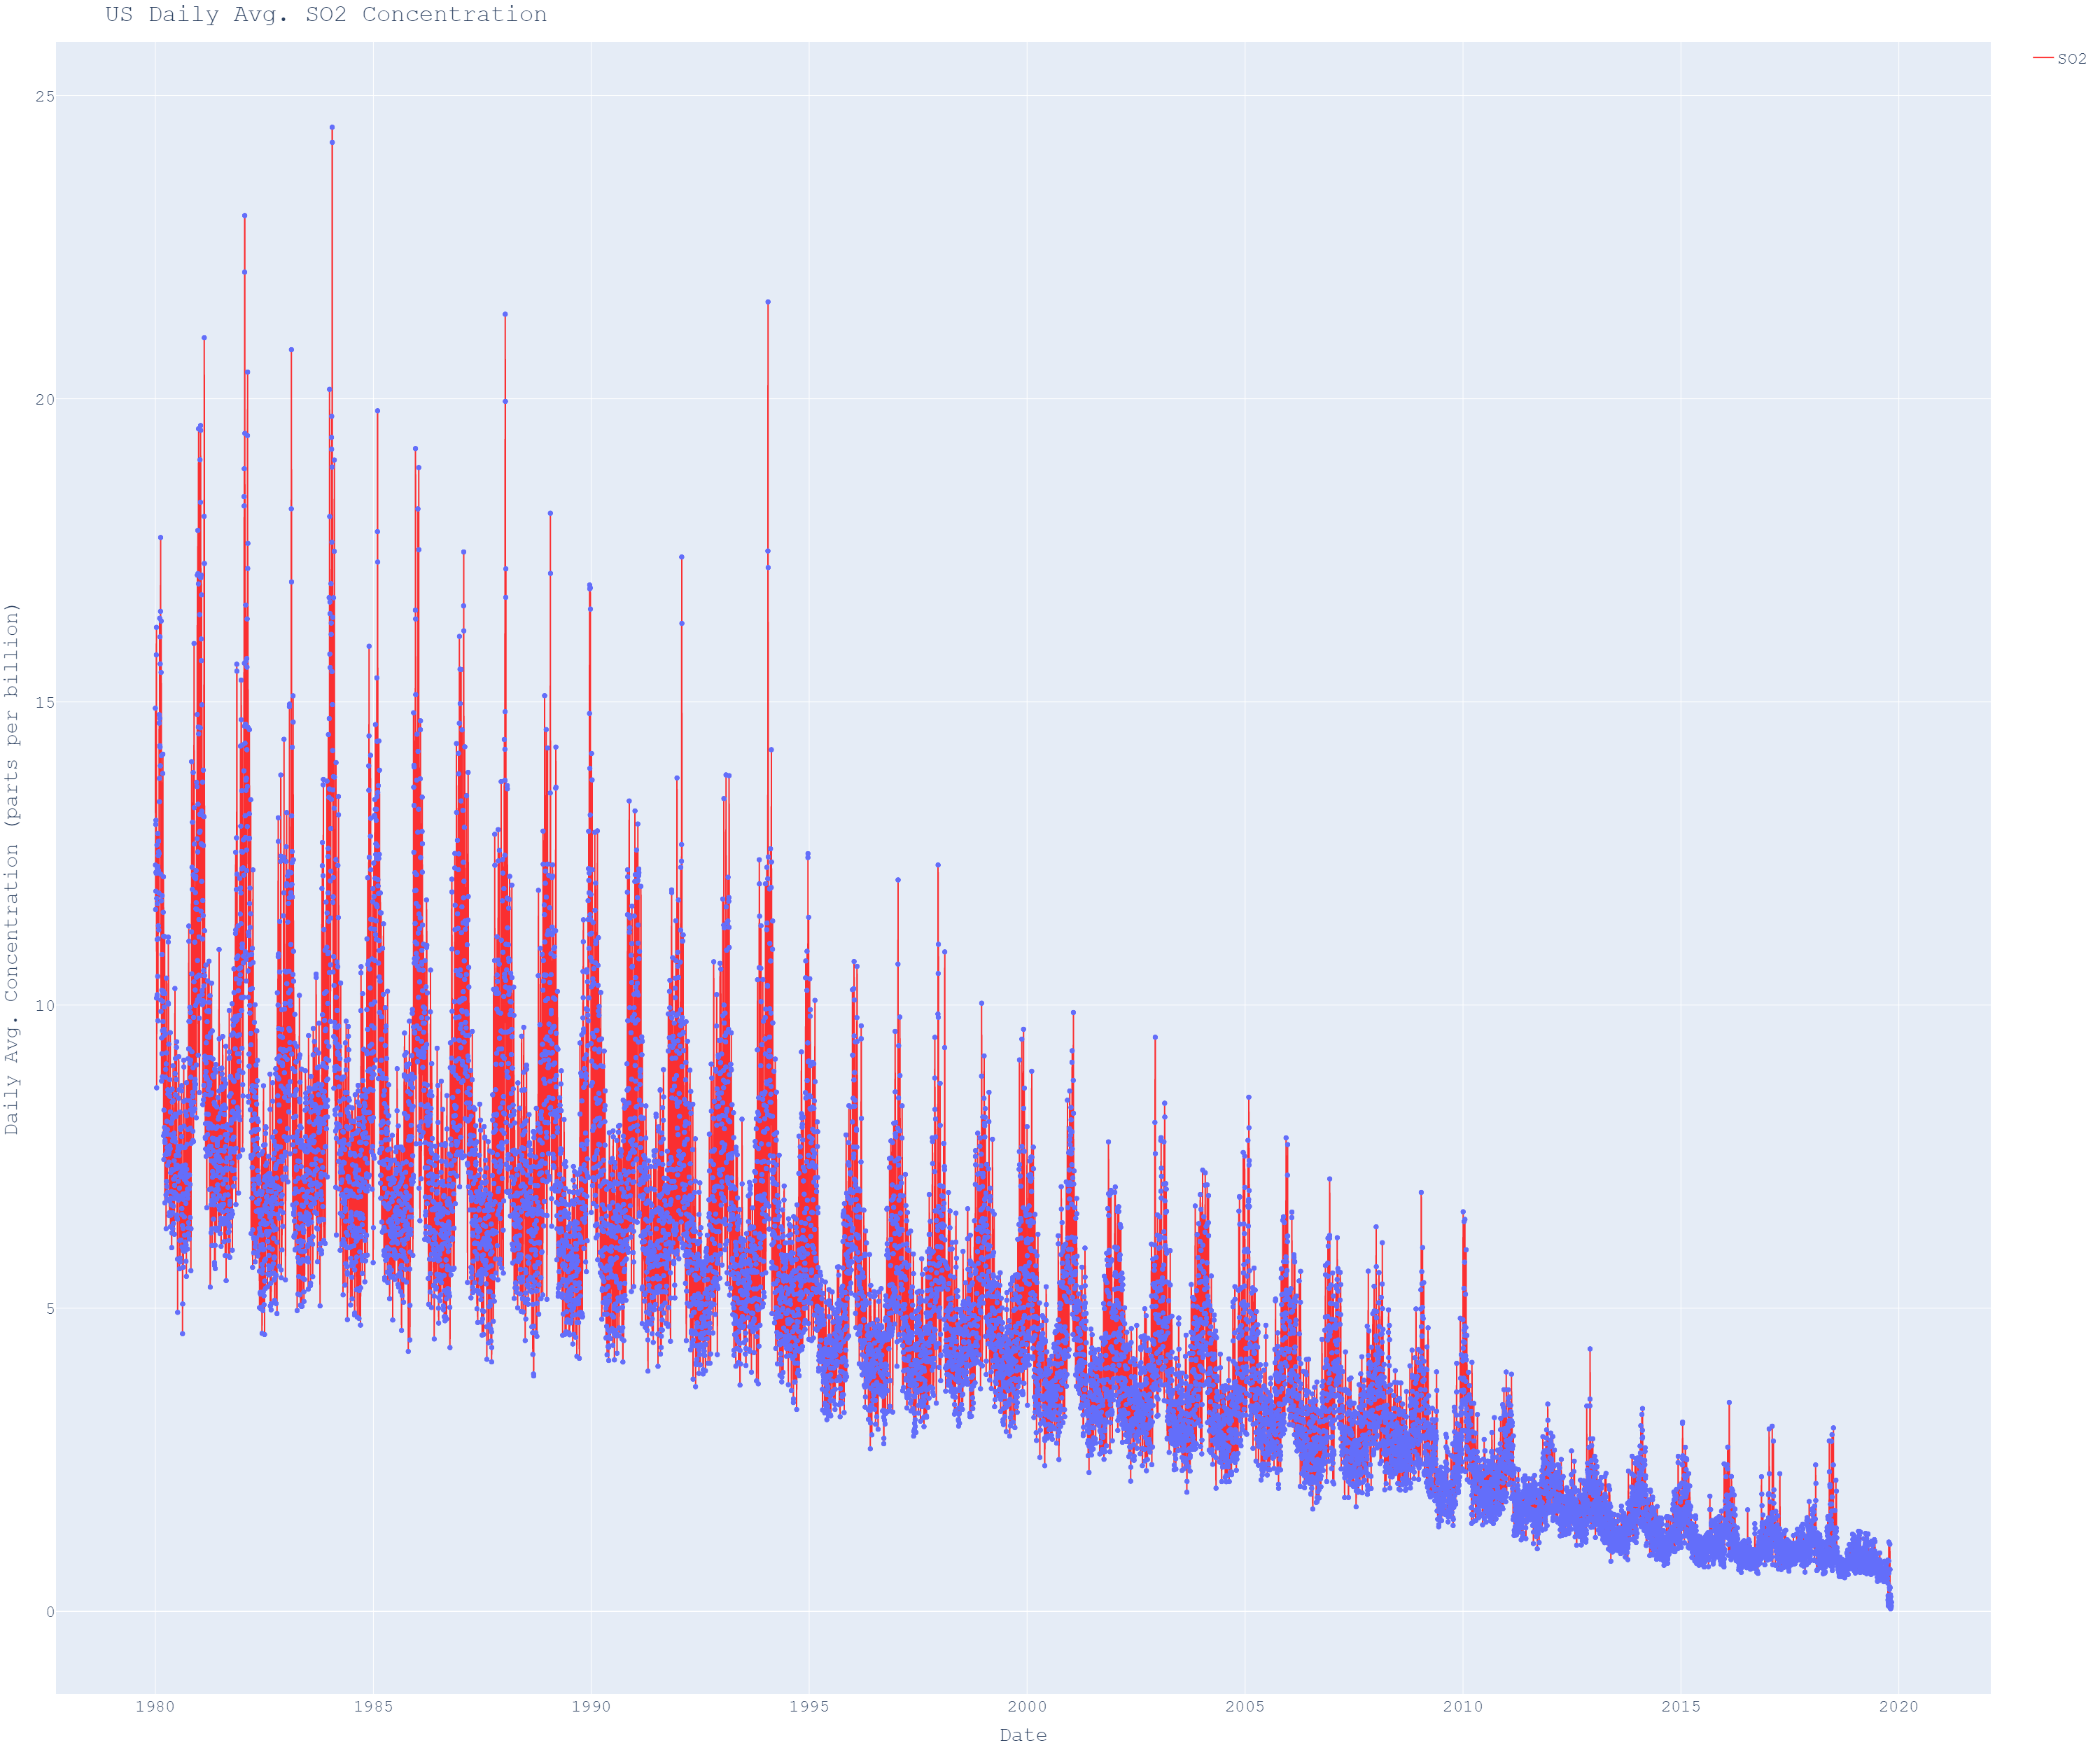 US Daily Avg. SO2 Concentration
SO2
Daily Avg. Concentration (parts per billion)
25
20
15
10
5
0
1980 1985 1990 1995 2000 2005 2010 2015 2020
Date